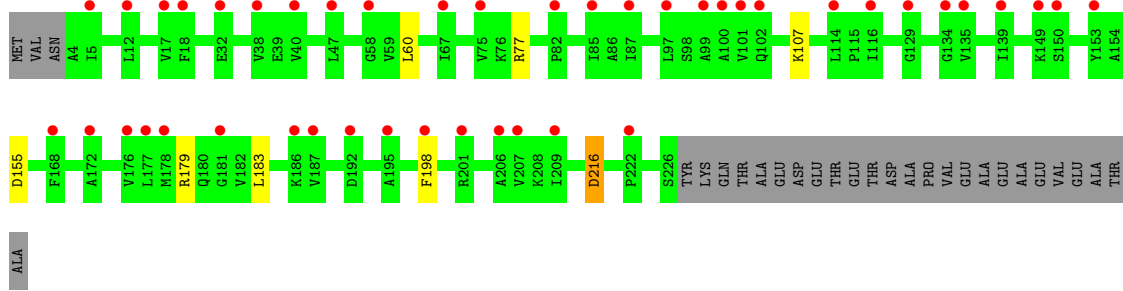 MET VAL ASN A4 I5 L12 V17 F18 E32 V38 E39 V40 L47 G58 V59 L60 I67 V75 K76 R77 P82 I85 A86 I87 L97 S98 A99 A100 V101 Q102 K107 L114 P115 I116 G129 G134 V135 I139 K149 S150 Y153 A154
D155 F168 A172 V176 L177 M178 R179 Q180 G181 V182 L183 K186 V187 D192 A195 F198 R201 A206 V207 K208 I209 D216 P222 S226 TYR LYS GLN THR ALA GLU ASP GLU GLU THR GLU THR ASP ALA PRO VAL GLU ALA GLU ALA GLU VAL GLU ALA THR
ALA